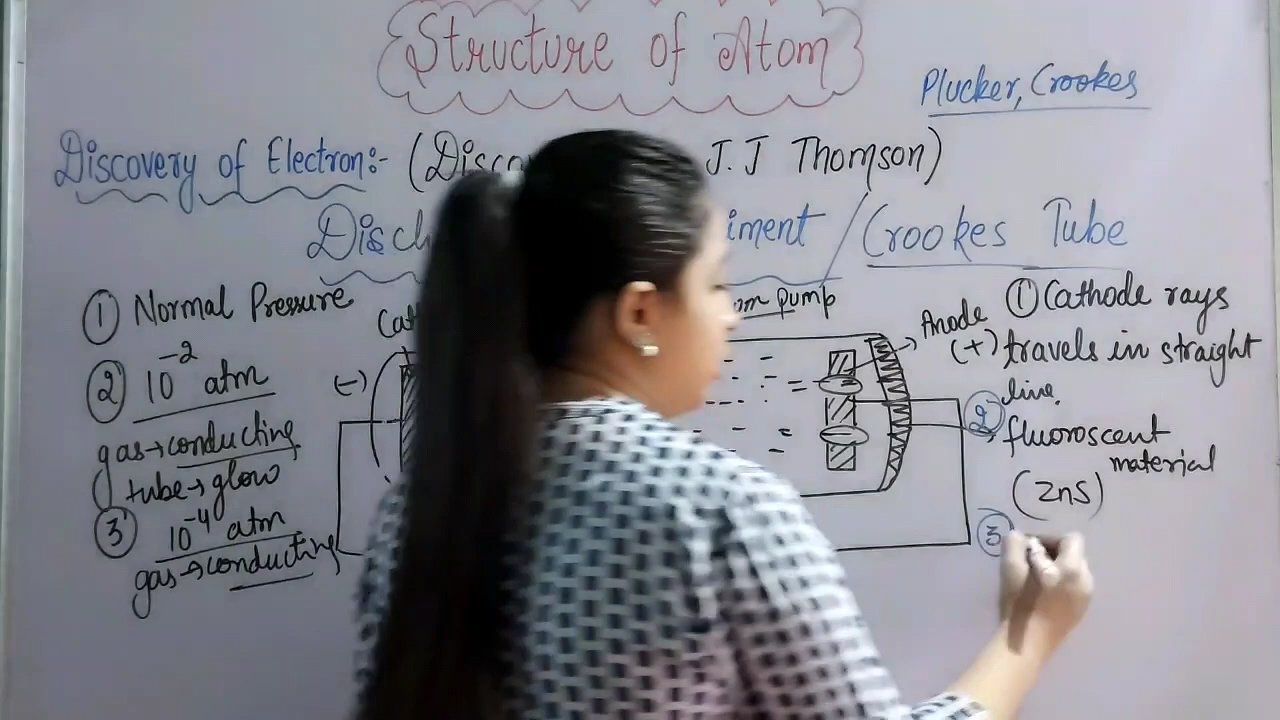 Structure of Atom
Plucker, Crookes
Discovery of Electron:- (Disco J.J Thomson)
Disch iment / Crookes Tube
① Normal Pressure
② 10⁻² atm
gas→conducting
tube→glow
③ 10⁻⁴ atm
gas→conducting
Cat
(-)
om pump
Anode
(+)
① Cathode rays
travels in straight
line.
② fluoroscent
material
(ZnS)
③